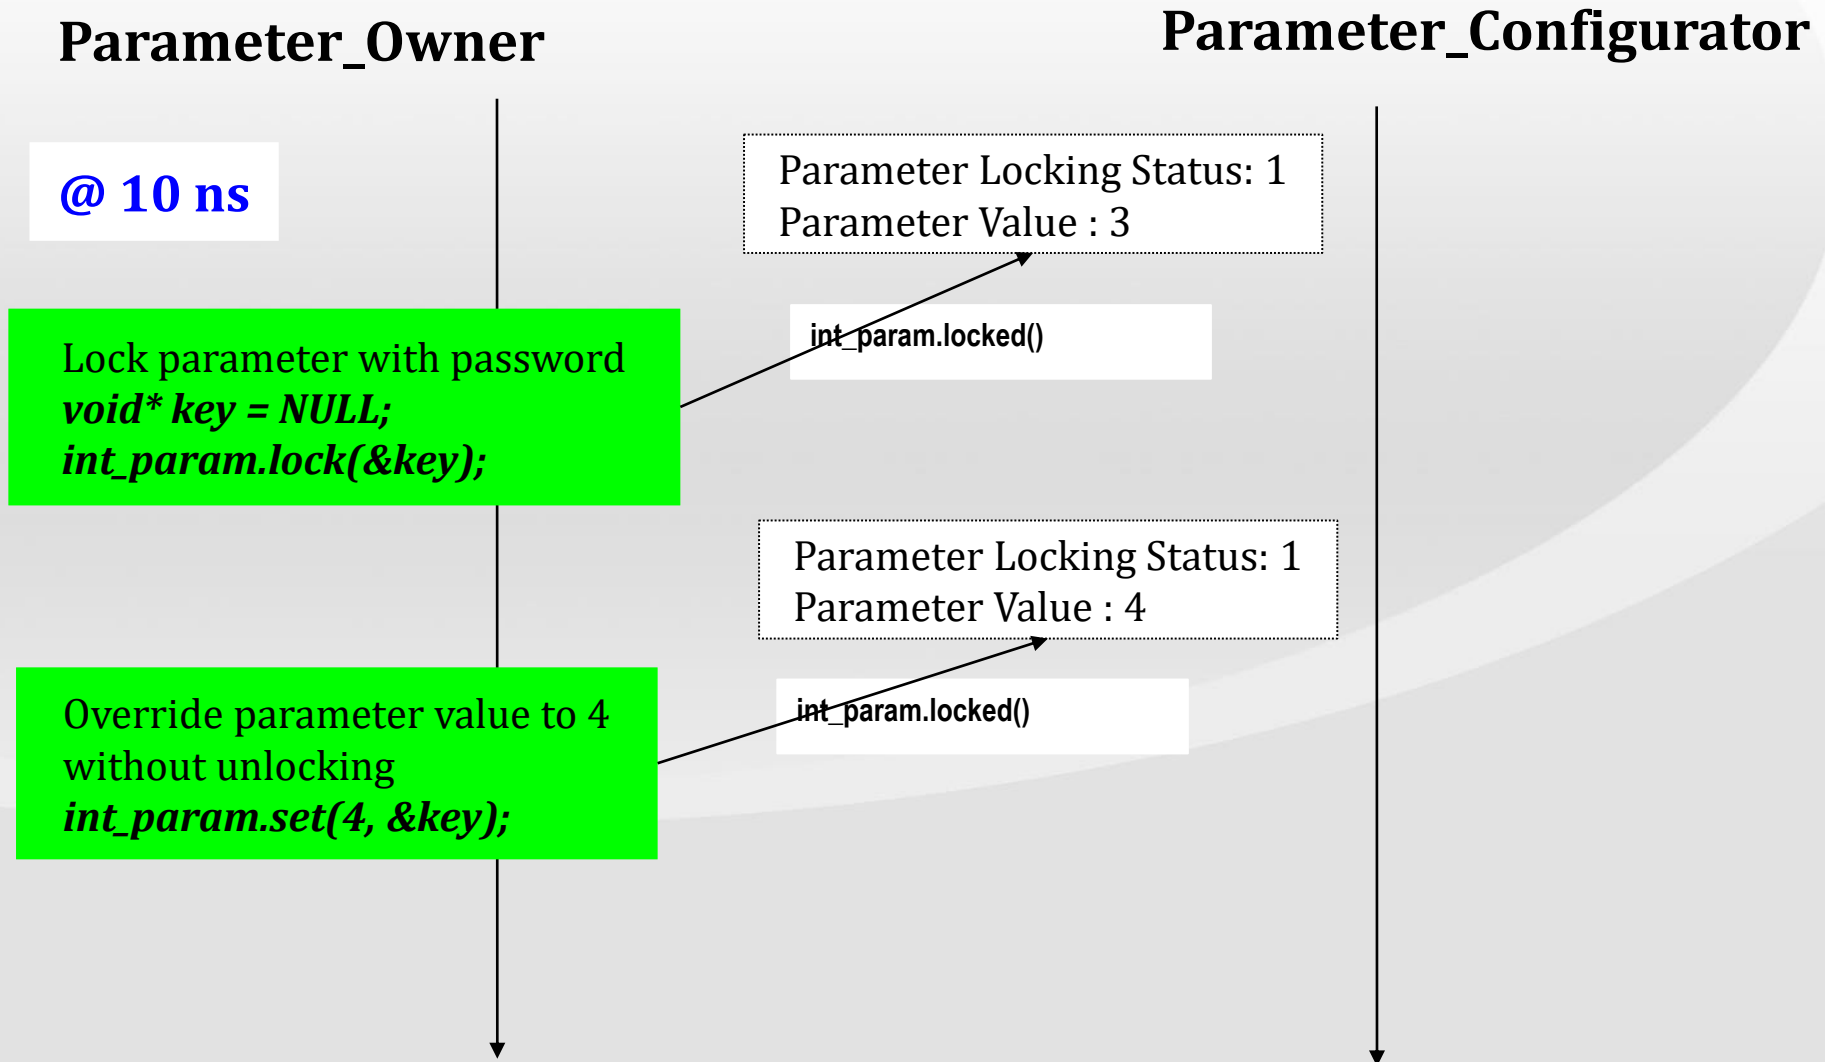 Parameter_Owner
Parameter_Configurator
@ 10 ns
Parameter Locking Status: 1
Parameter Value : 3
int_param.locked()
Lock parameter with password
void* key = NULL;
int_param.lock(&key);
Parameter Locking Status: 1
Parameter Value : 4
int_param.locked()
Override parameter value to 4
without unlocking
int_param.set(4, &key);